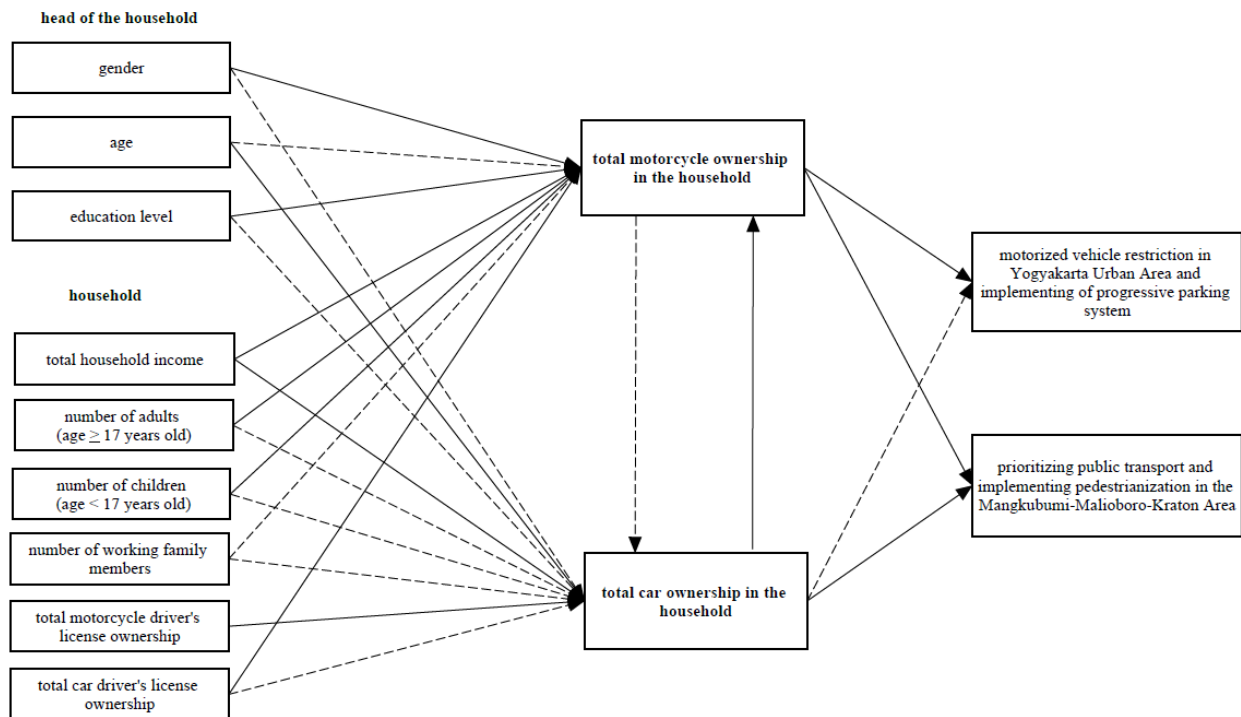 head of the household
gender
age
education level
household
total household income
number of adults
(age ≥ 17 years old)
number of children
(age < 17 years old)
number of working family
members
total motorcycle driver's
license ownership
total car driver's license
ownership
total motorcycle ownership
in the household
total car ownership in the
household
motorized vehicle restriction in
Yogyakarta Urban Area and
implementing of progressive parking
system
prioritizing public transport and
implementing pedestrianization in the
Mangkubumi-Malioboro-Kraton Area